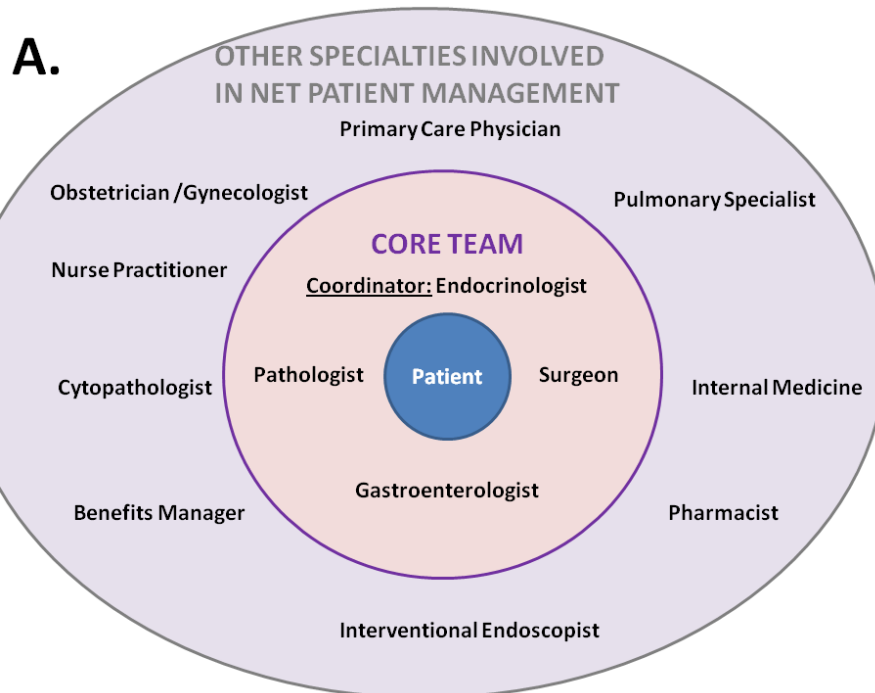 A.
OTHER SPECIALTIES INVOLVED
IN NET PATIENT MANAGEMENT
Primary Care Physician
Obstetrician /Gynecologist
Pulmonary Specialist
CORE TEAM
Nurse Practitioner
Coordinator: Endocrinologist
Pathologist
Patient
Surgeon
Cytopathologist
Internal Medicine
Gastroenterologist
Benefits Manager
Pharmacist
Interventional Endoscopist